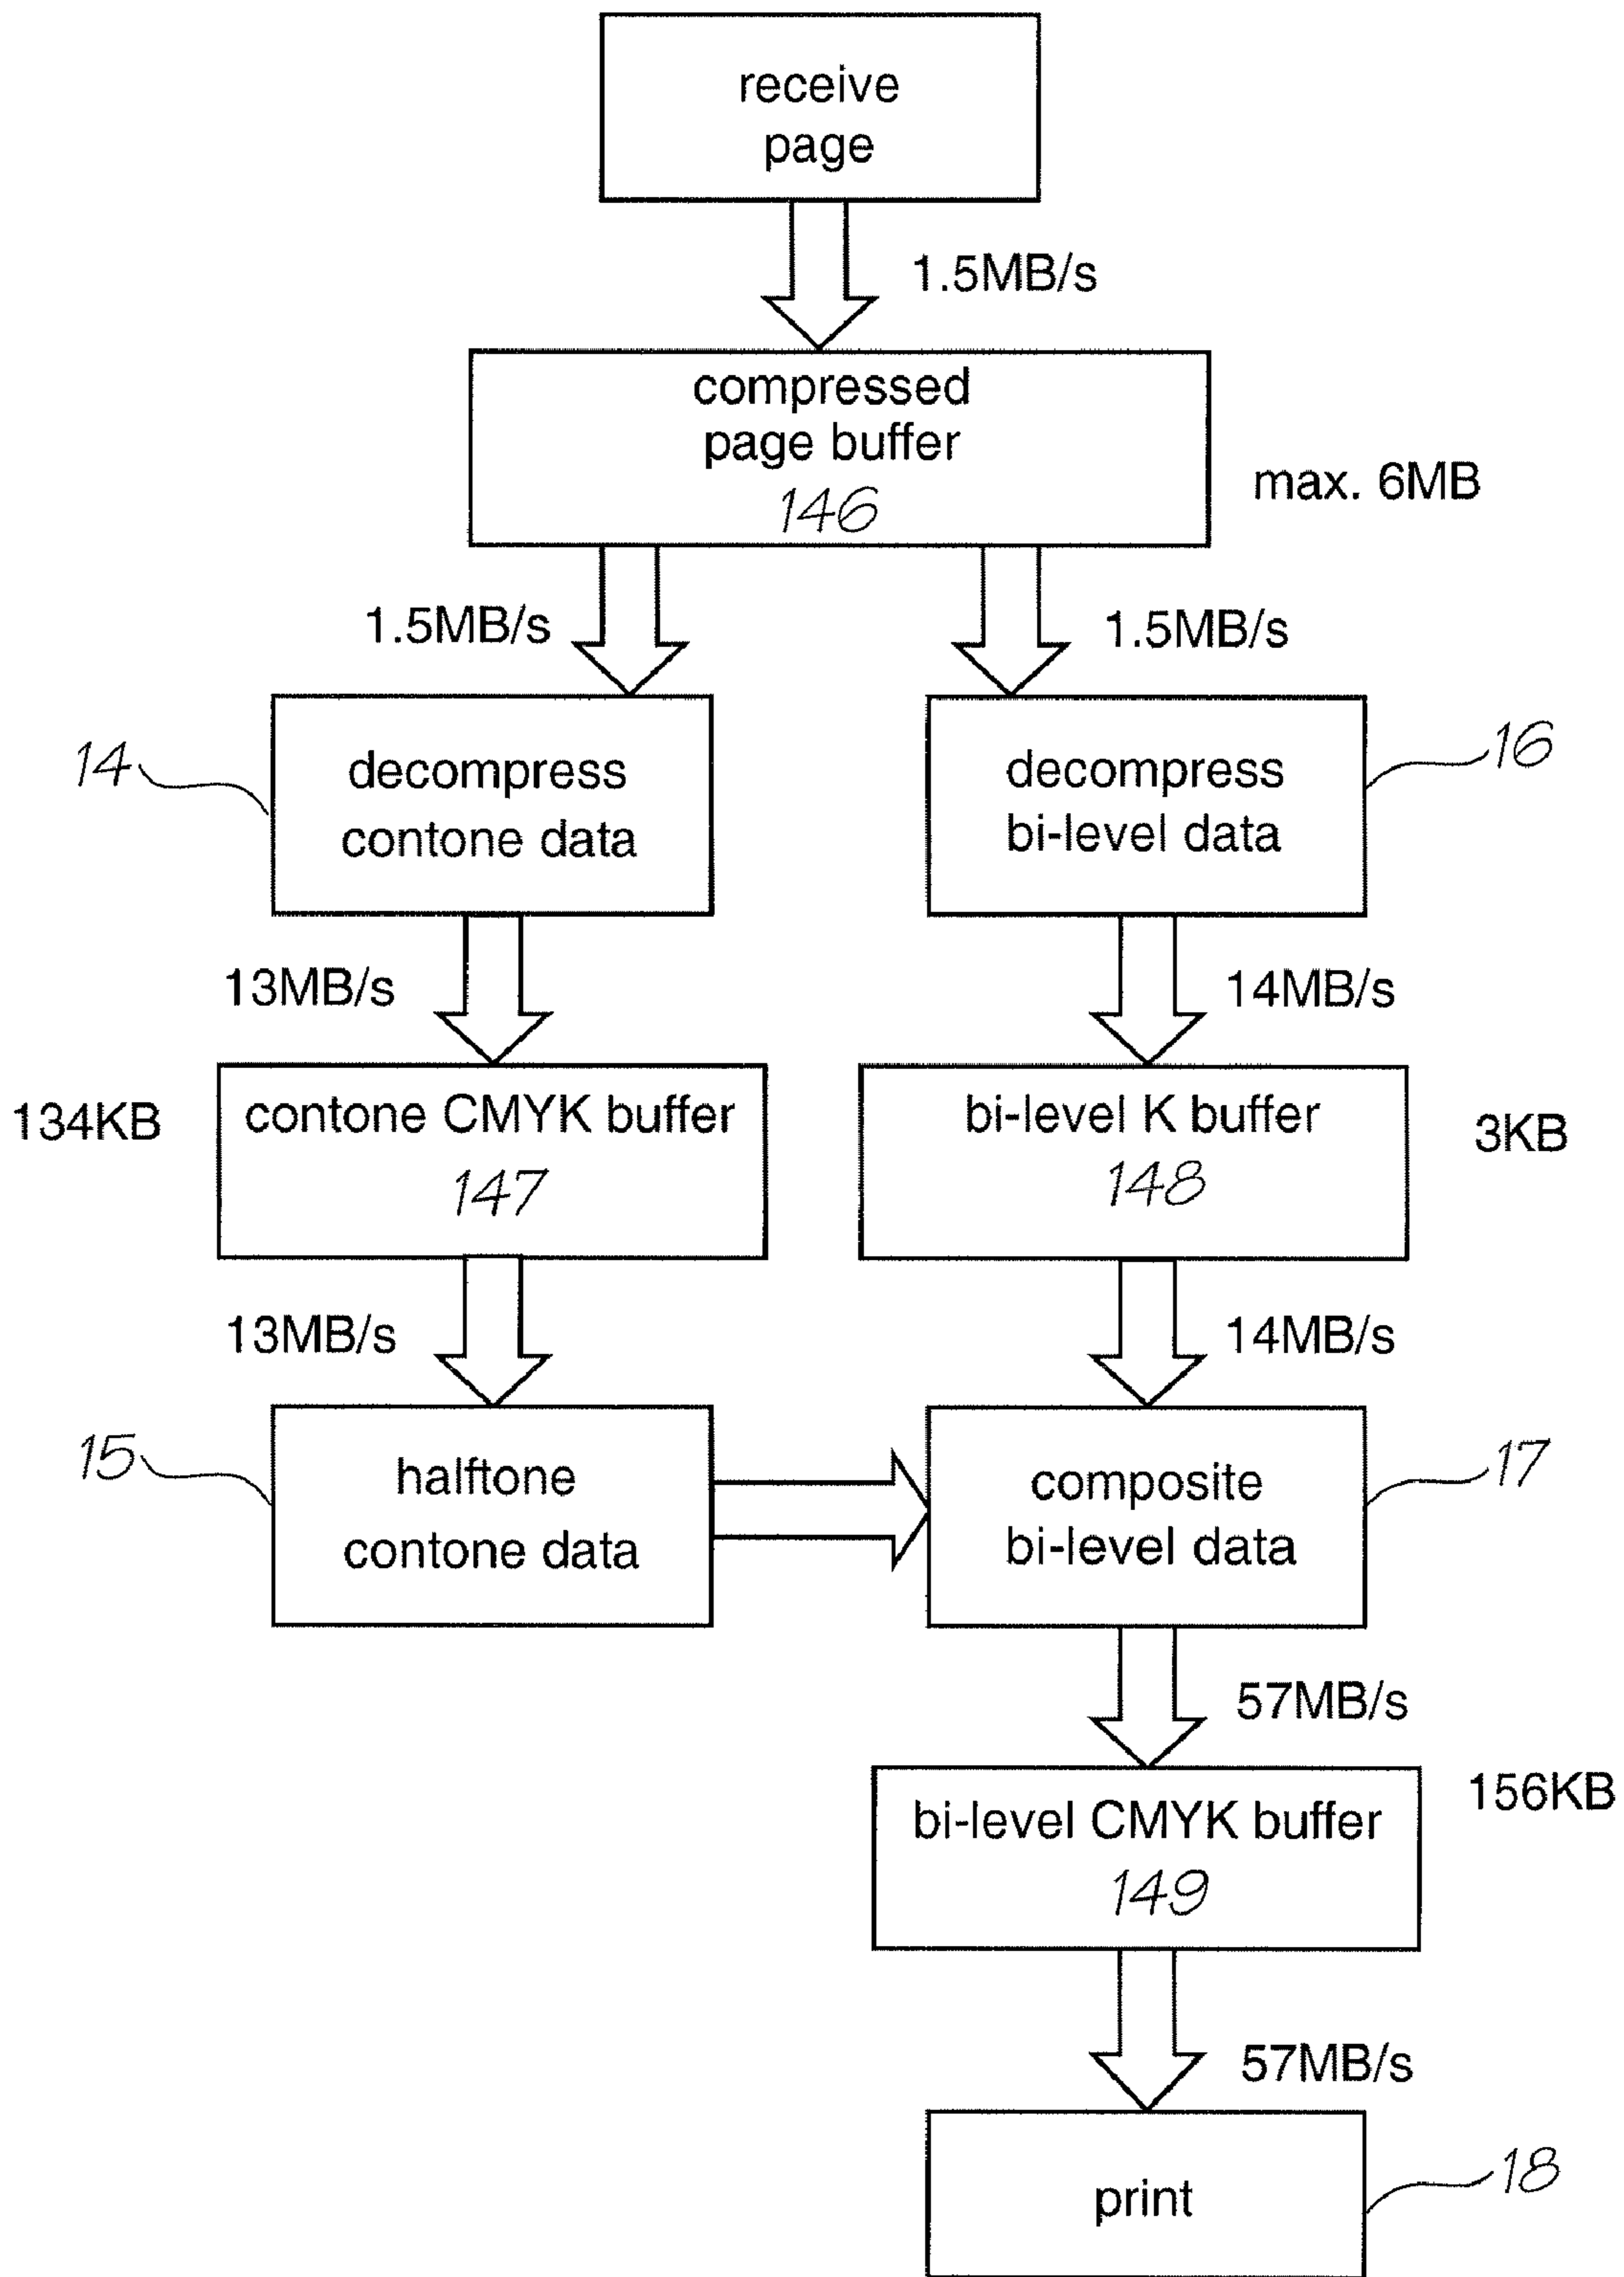 receive
page
1.5MB/s
compressed
page buffer
146
max. 6MB
1.5MB/s
1.5MB/s
14
decompress
contone data
decompress
bi-level data
16
13MB/s
14MB/s
134KB
contone CMYK buffer
147
bi-level K buffer
148
3KB
13MB/s
14MB/s
15
halftone
contone data
composite
bi-level data
17
57MB/s
156KB
bi-level CMYK buffer
149
57MB/s
print
18